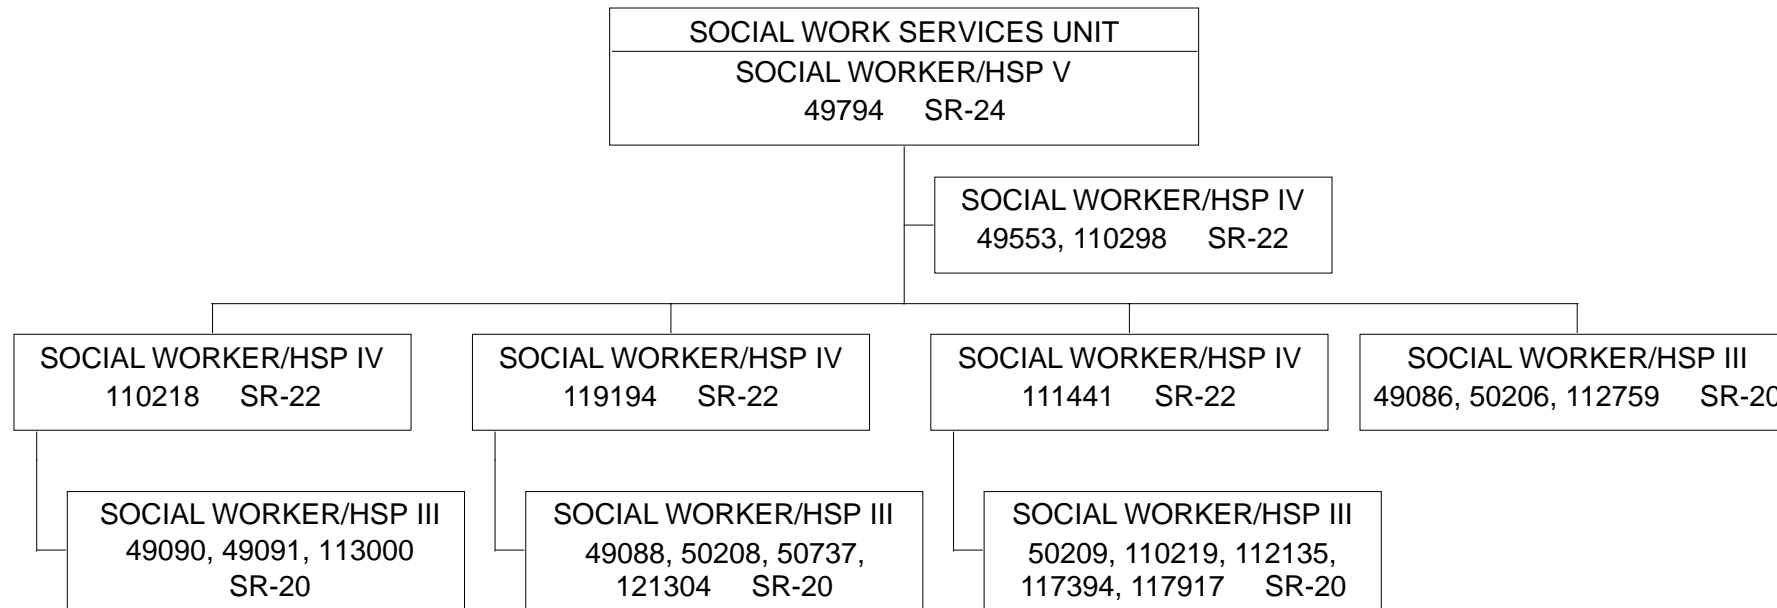 SOCIAL WORK SERVICES UNIT
SOCIAL WORKER/HSP V
49794 SR-24
SOCIAL WORKER/HSP IV
49553, 110298 SR-22
SOCIAL WORKER/HSP IV
110218 SR-22
SOCIAL WORKER/HSP IV
119194 SR-22
SOCIAL WORKER/HSP IV
111441 SR-22
SOCIAL WORKER/HSP III
49086, 50206, 112759 SR-20
SOCIAL WORKER/HSP III
49090, 49091, 113000
SR-20
SOCIAL WORKER/HSP III
49088, 50208, 50737,
121304 SR-20
SOCIAL WORKER/HSP III
50209, 110219, 112135,
117394, 117917 SR-20